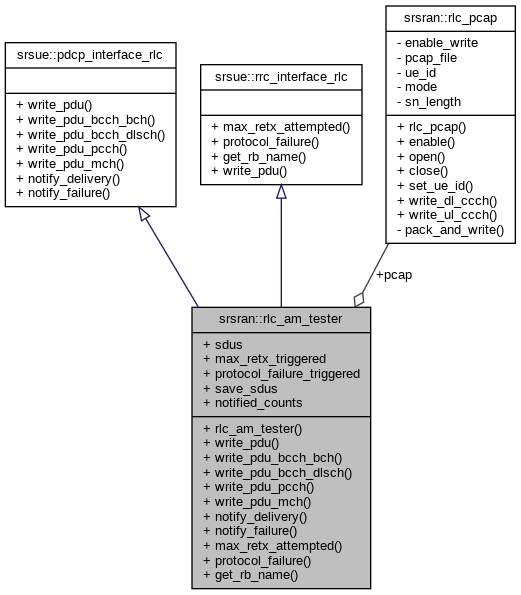 srsue::pdcp_interface_rlc
+ write_pdu()
+ write_pdu_bcch_bch()
+ write_pdu_bcch_dlsch()
+ write_pdu_pcch()
+ write_pdu_mch()
+ notify_delivery()
+ notify_failure()
srsue::rrc_interface_rlc
+ max_retx_attempted()
+ protocol_failure()
+ get_rb_name()
+ write_pdu()
srsran::rlc_pcap
- enable_write
- pcap_file
- ue_id
- mode
- sn_length
+ rlc_pcap()
+ enable()
+ open()
+ close()
+ set_ue_id()
+ write_dl_ccch()
+ write_ul_ccch()
- pack_and_write()
+pcap
srsran::rlc_am_tester
+ sdus
+ max_retx_triggered
+ protocol_failure_triggered
+ save_sdus
+ notified_counts
+ rlc_am_tester()
+ write_pdu()
+ write_pdu_bcch_bch()
+ write_pdu_bcch_dlsch()
+ write_pdu_pcch()
+ write_pdu_mch()
+ notify_delivery()
+ notify_failure()
+ max_retx_attempted()
+ protocol_failure()
+ get_rb_name()